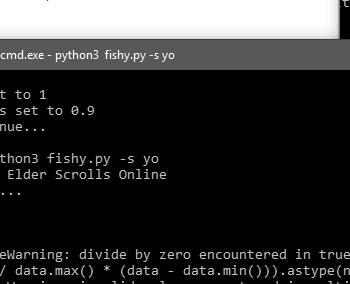 cmd.exe - python3 fishy.py -s yo
t to 1
s set to 0.9
nue...
thon3 fishy.py -s yo
Elder Scrolls Online
...
eWarning: divide by zero encountered in true
/ data.max() * (data - data.min())).astype(n